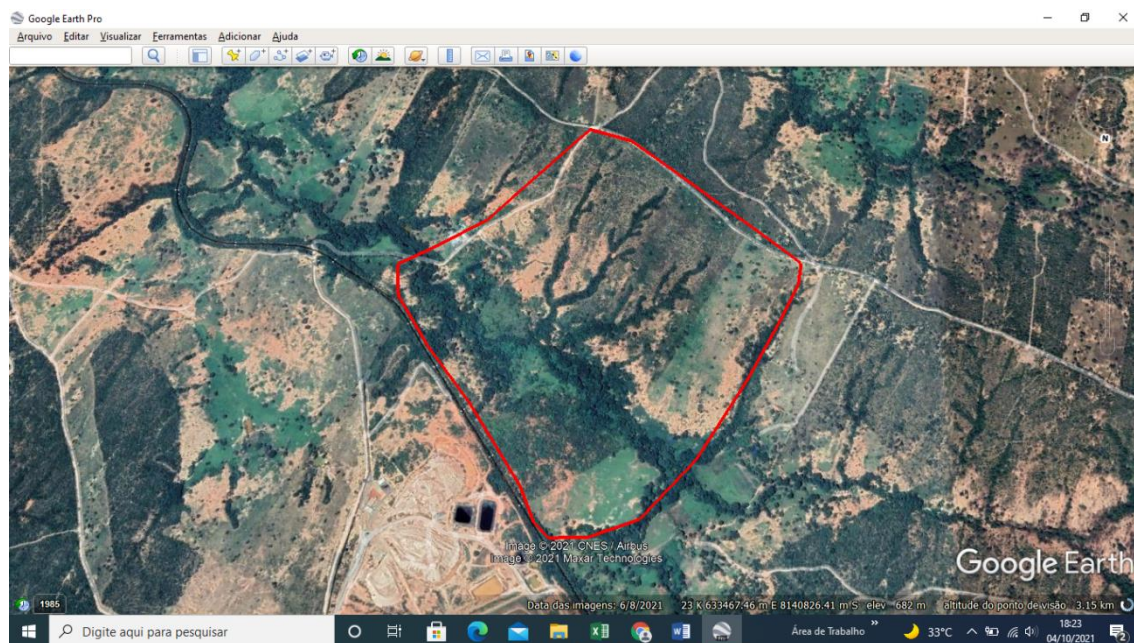 Google Earth Pro
Arquivo Editar Visualizar Ferramentas Adicionar Ajuda
N
Image © 2021 CNES / Airbus
Image © 2021 Maxar Technologies
Google Earth
1985
Data das imagens: 6/8/2021 23 K 633467.46 m E 8140826.41 m S elev 682 m altitude do ponto de visão 3.15 km
Digite aqui para pesquisar
Área de Trabalho
33°C
18:23
04/10/2021
2